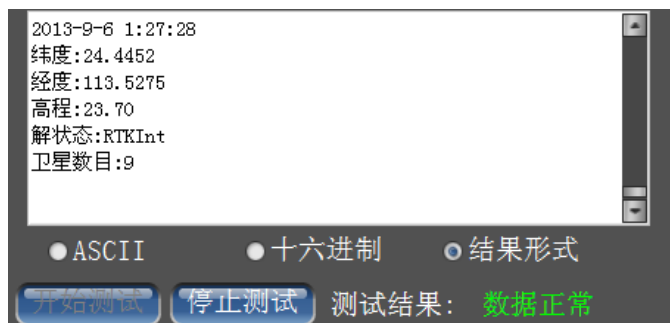 2013-9-6 1:27:28
纬度:24.4452
经度:113.5275
高程:23.70
解状态:RTKInt
卫星数目:9
ASCII 十六进制 结果形式
开始测试 停止测试 测试结果: 数据正常